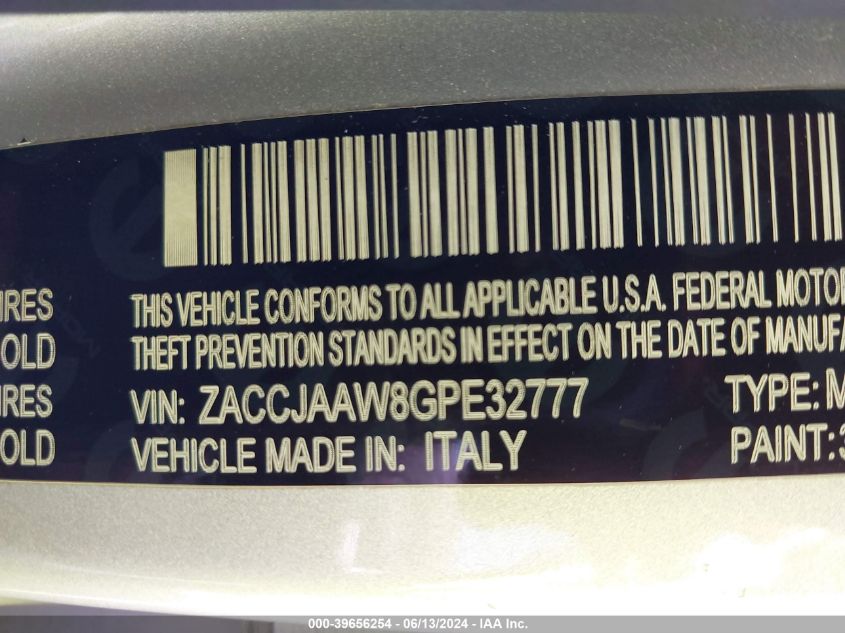 IRES
OLD
IRES
OLD
THIS VEHICLE CONFORMS TO ALL APPLICABLE U.S.A. FEDERAL MOTOR
THEFT PREVENTION STANDARDS IN EFFECT ON THE DATE OF MANUFA
VIN: ZACCJAAW8GPE32777 TYPE: M
VEHICLE MADE IN: ITALY PAINT: 3
000-39656254 - 06/13/2024 - IAA Inc.